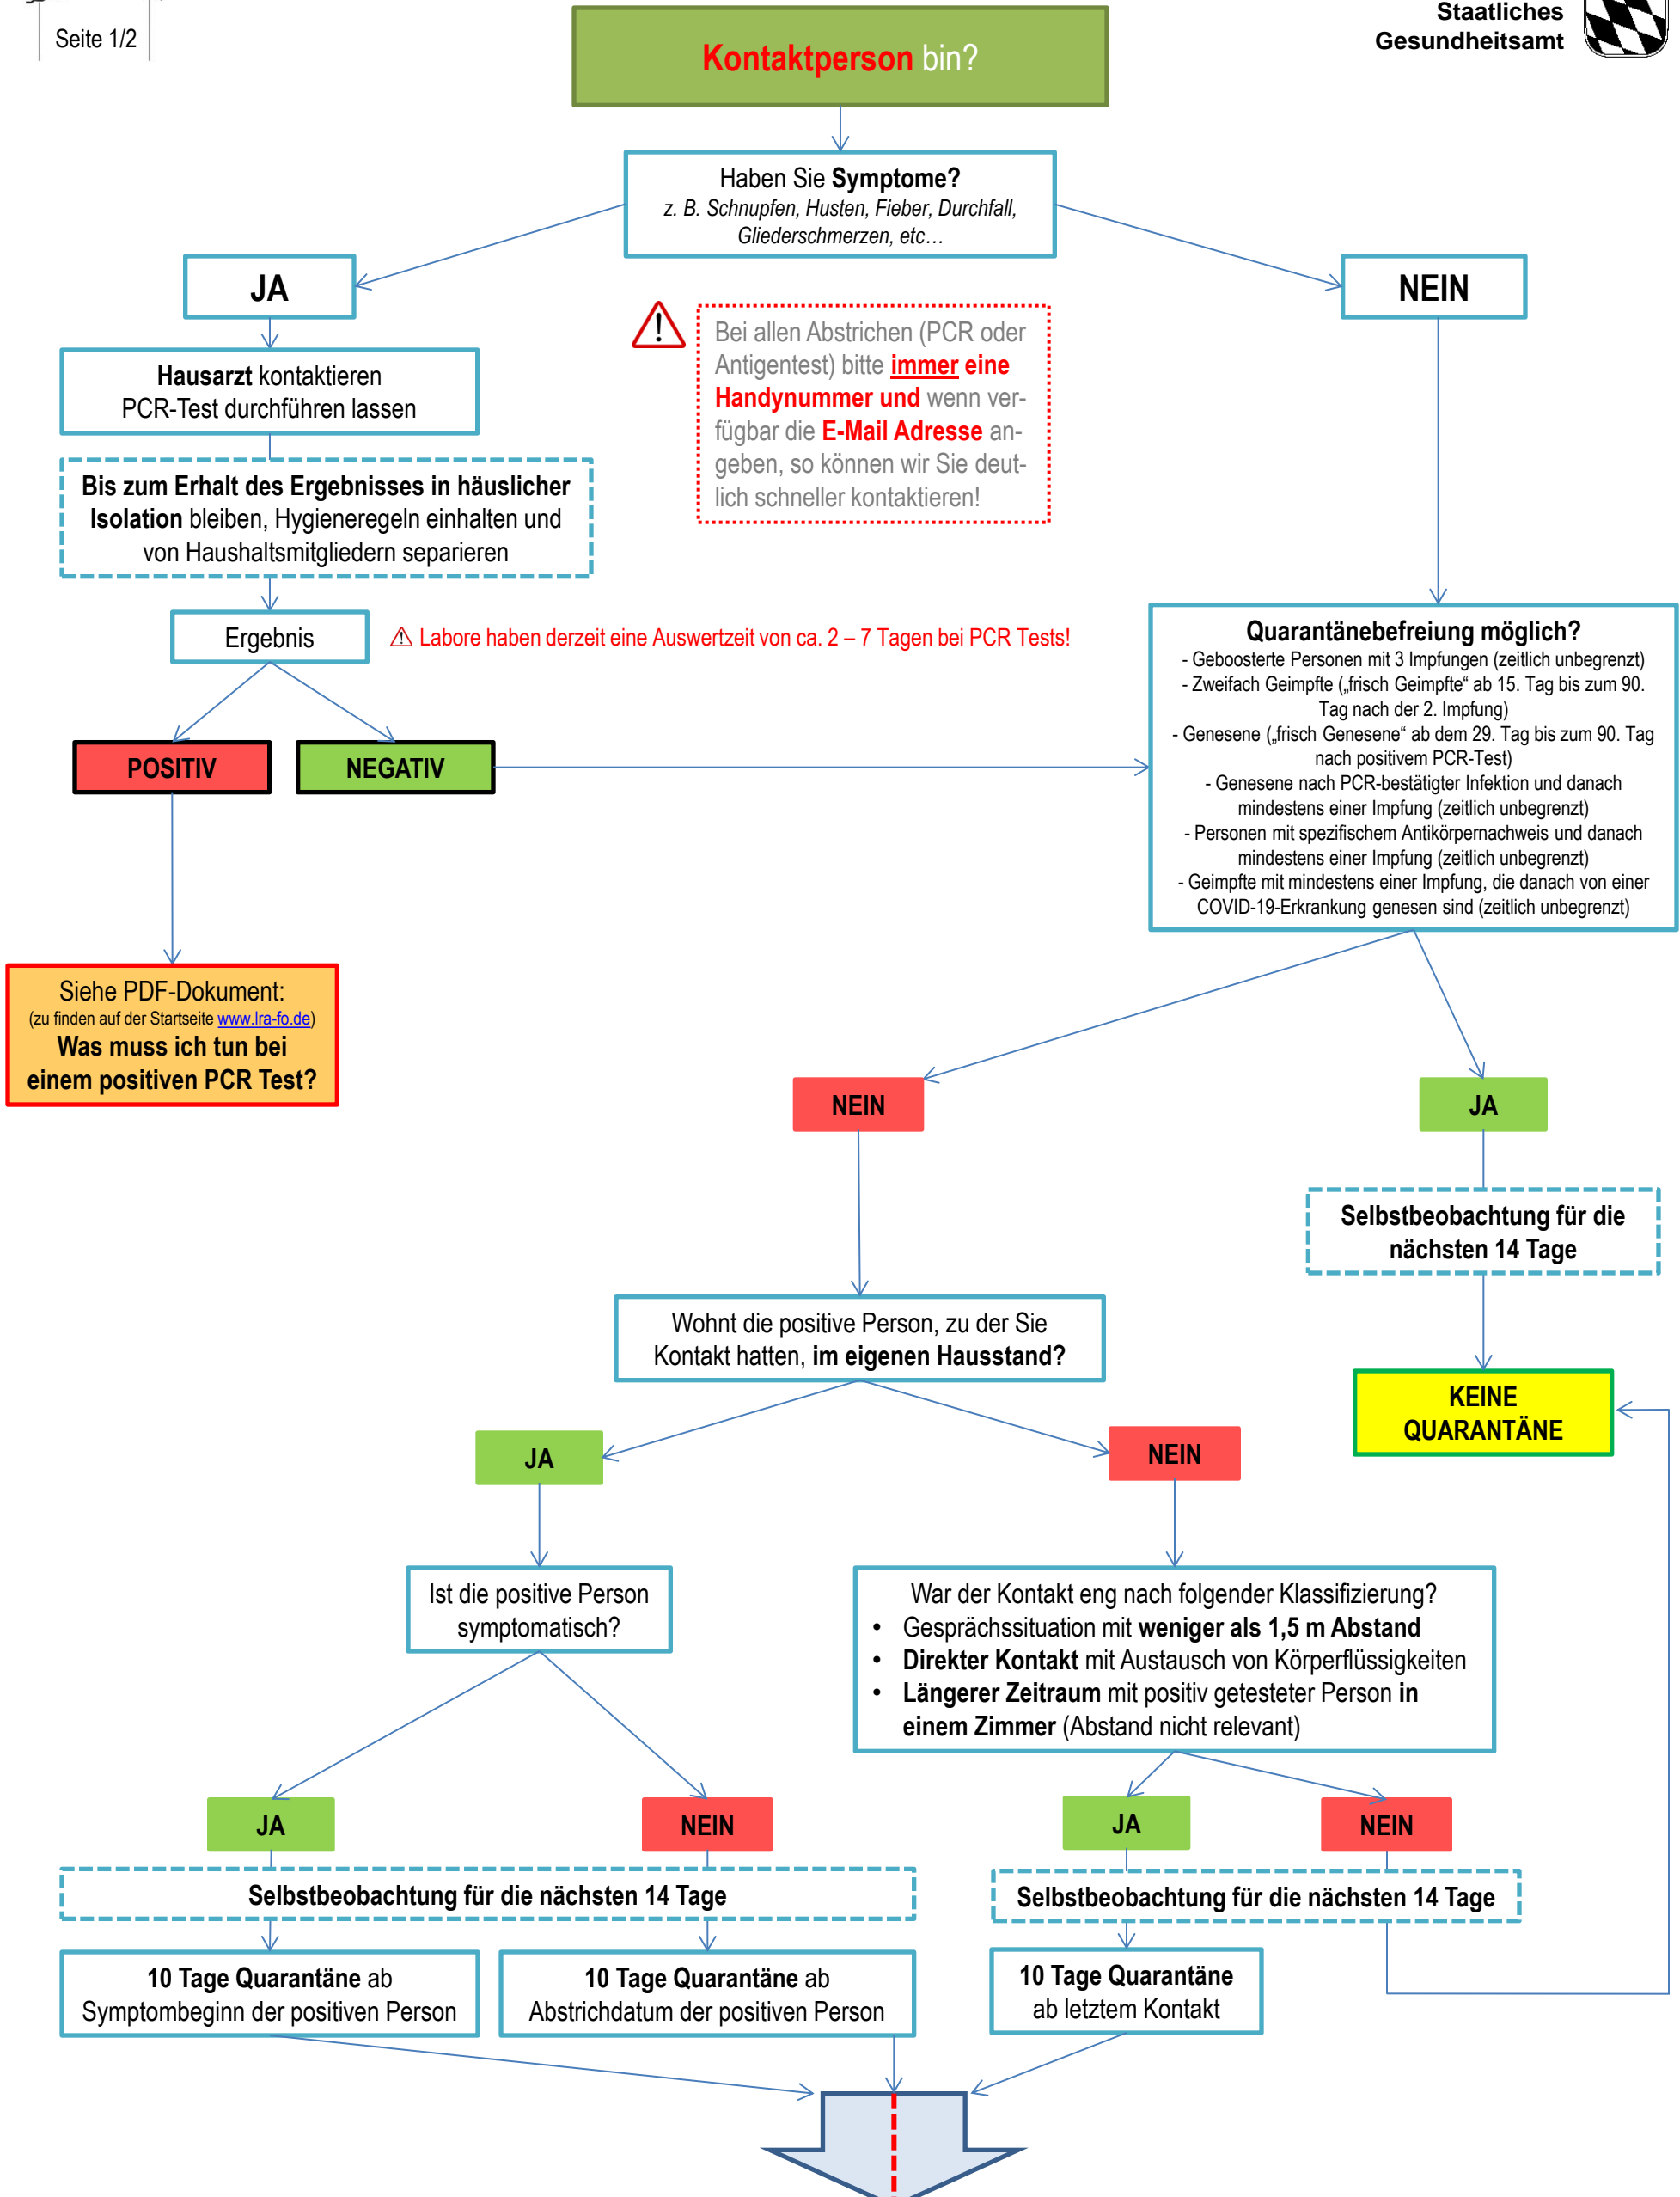 Seite 1/2
Staatliches
Gesundheitsamt
Kontaktperson bin?
Haben Sie Symptome?
z. B. Schnupfen, Husten, Fieber, Durchfall,
Gliederschmerzen, etc…
JA
NEIN
Hausarzt kontaktieren
PCR-Test durchführen lassen
Bei allen Abstrichen (PCR oder
Antigentest) bitte immer eine
Handynummer und wenn ver-
fügbar die E-Mail Adresse an-
geben, so können wir Sie deut-
lich schneller kontaktieren!
Bis zum Erhalt des Ergebnisses in häuslicher
Isolation bleiben, Hygieneregeln einhalten und
von Haushaltsmitgliedern separieren
Ergebnis
⚠ Labore haben derzeit eine Auswertzeit von ca. 2 – 7 Tagen bei PCR Tests!
POSITIV
NEGATIV
Quarantänebefreiung möglich?
- Geboosterte Personen mit 3 Impfungen (zeitlich unbegrenzt)
- Zweifach Geimpfte („frisch Geimpfte“ ab 15. Tag bis zum 90.
Tag nach der 2. Impfung)
- Genesene („frisch Genesene“ ab dem 29. Tag bis zum 90. Tag
nach positivem PCR-Test)
- Genesene nach PCR-bestätigter Infektion und danach
mindestens einer Impfung (zeitlich unbegrenzt)
- Personen mit spezifischem Antikörpernachweis und danach
mindestens einer Impfung (zeitlich unbegrenzt)
- Geimpfte mit mindestens einer Impfung, die danach von einer
COVID-19-Erkrankung genesen sind (zeitlich unbegrenzt)
Siehe PDF-Dokument:
(zu finden auf der Startseite www.lra-fo.de)
Was muss ich tun bei
einem positiven PCR Test?
NEIN
JA
Selbstbeobachtung für die
nächsten 14 Tage
Wohnt die positive Person, zu der Sie
Kontakt hatten, im eigenen Hausstand?
KEINE
QUARANTÄNE
JA
NEIN
Ist die positive Person
symptomatisch?
War der Kontakt eng nach folgender Klassifizierung?
• Gesprächssituation mit weniger als 1,5 m Abstand
• Direkter Kontakt mit Austausch von Körperflüssigkeiten
• Längerer Zeitraum mit positiv getesteter Person in
einem Zimmer (Abstand nicht relevant)
JA
NEIN
JA
NEIN
Selbstbeobachtung für die nächsten 14 Tage
Selbstbeobachtung für die nächsten 14 Tage
10 Tage Quarantäne ab
Symptombeginn der positiven Person
10 Tage Quarantäne ab
Abstrichdatum der positiven Person
10 Tage Quarantäne
ab letztem Kontakt